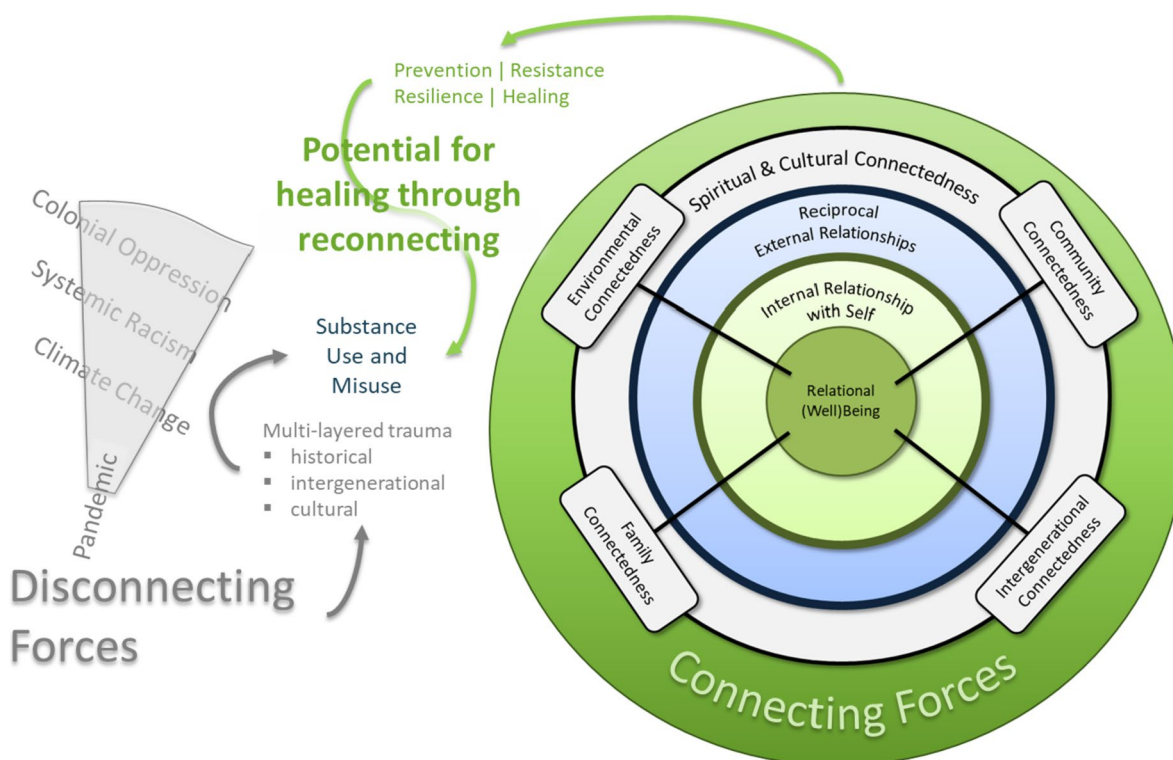 Prevention | Resistance
Resilience | Healing
Potential for
healing through
reconnecting
Colonial Oppression
Systemic Racism
Climate Change
Pandemic
Disconnecting
Forces
Substance
Use and
Misuse
Multi-layered trauma
▪ historical
▪ intergenerational
▪ cultural
Spiritual & Cultural Connectedness
Reciprocal
External Relationships
Internal Relationship
with Self
Relational
(Well)Being
Environmental
Connectedness
Community
Connectedness
Family
Connectedness
Intergenerational
Connectedness
Connecting Forces